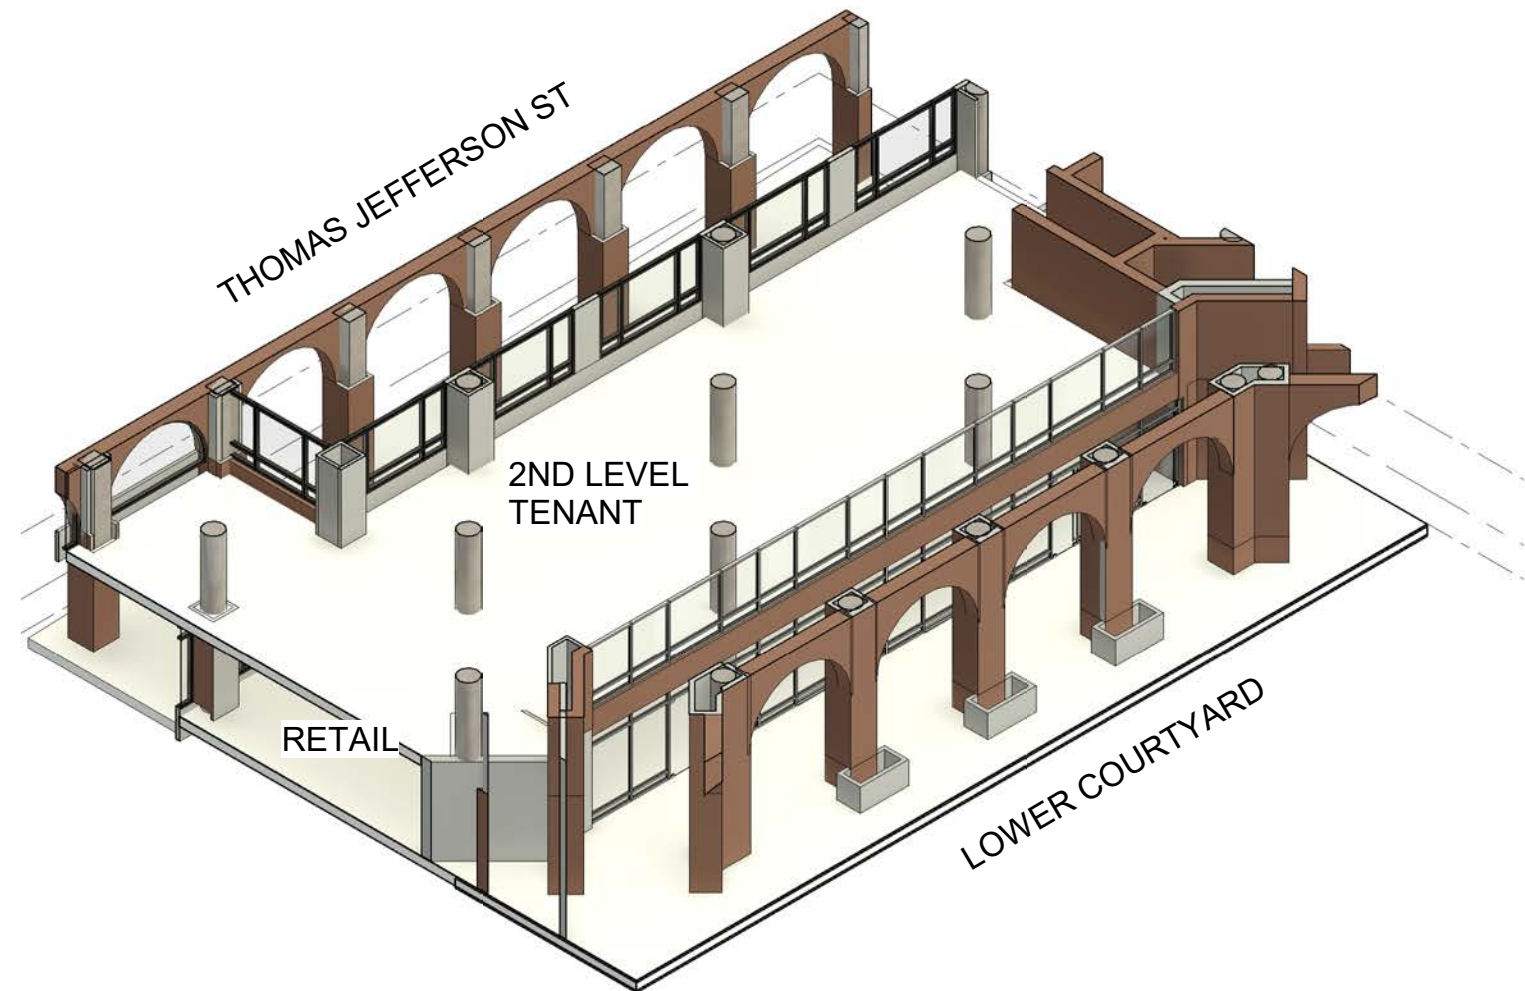 THOMAS JEFFERSON ST
2ND LEVEL
TENANT
RETAIL
LOWER COURTYARD